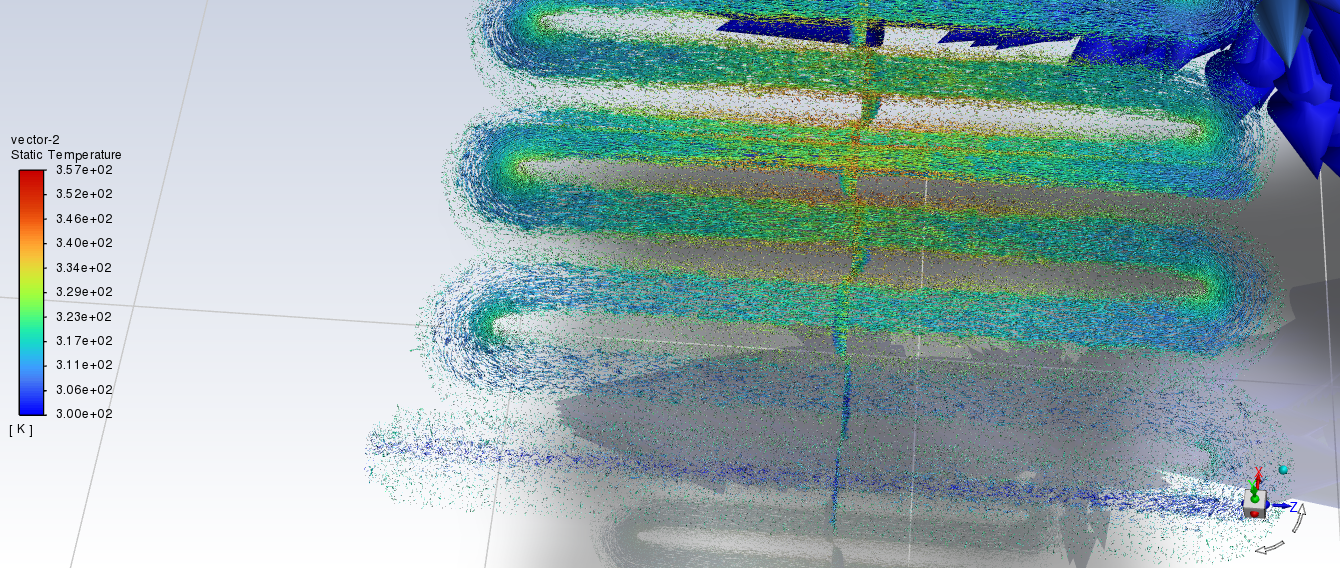 vector-2
Static Temperature
3.57e+02
3.52e+02
3.46e+02
3.40e+02
3.34e+02
3.29e+02
3.23e+02
3.17e+02
3.11e+02
3.06e+02
3.00e+02
[ K ]
X
Y
Z